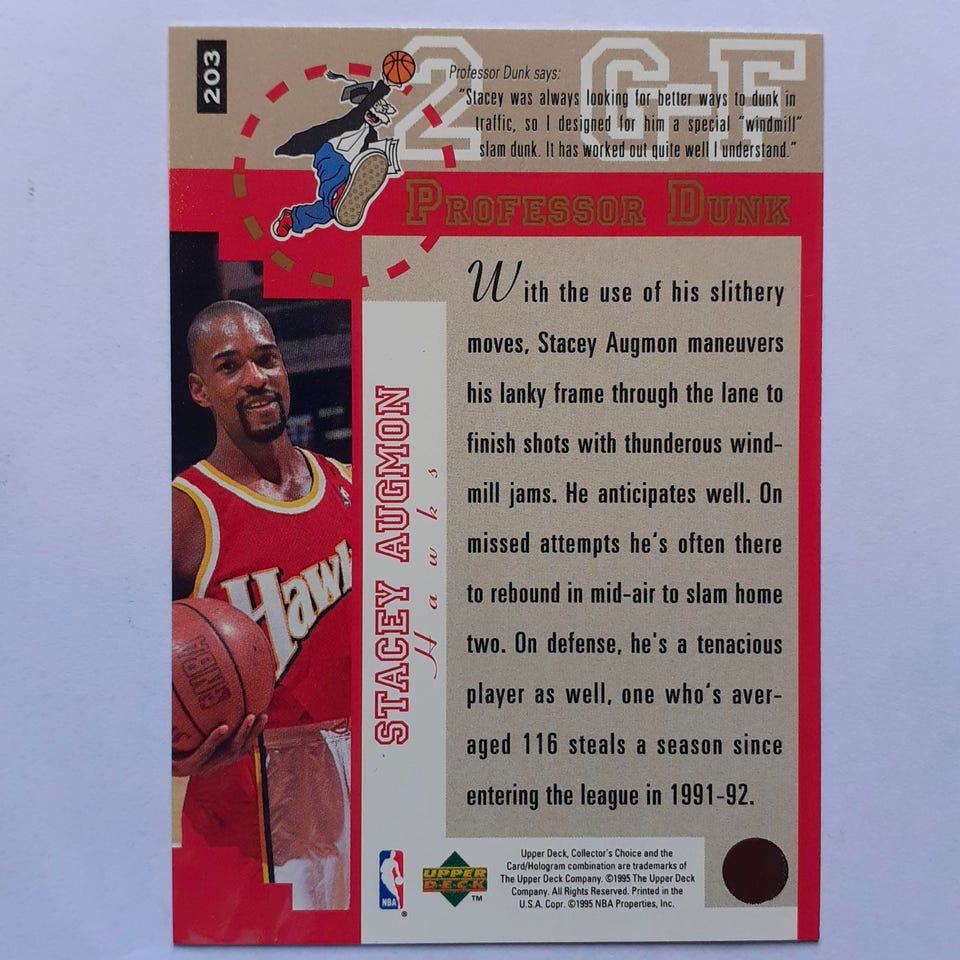 203
2 G-F
Professor Dunk says:
"Stacey was always looking for better ways to dunk in
traffic, so I designed for him a special "windmill"
slam dunk. It has worked out quite well I understand."
PROFESSOR DUNK
With the use of his slithery
moves, Stacey Augmon maneuvers
his lanky frame through the lane to
finish shots with thunderous wind-
mill jams. He anticipates well. On
missed attempts he's often there
to rebound in mid-air to slam home
two. On defense, he's a tenacious
player as well, one who's aver-
aged 116 steals a season since
entering the league in 1991-92.
STACEY AUGMON
Hawks
Hawk
NBA
UPPER
DECK
TM
Upper Deck, Collector's Choice and the
Card/Hologram combination are trademarks of
The Upper Deck Company. ©1995 The Upper Deck
Company. All Rights Reserved. Printed in the
U.S.A. Copr. ©1995 NBA Properties, Inc.